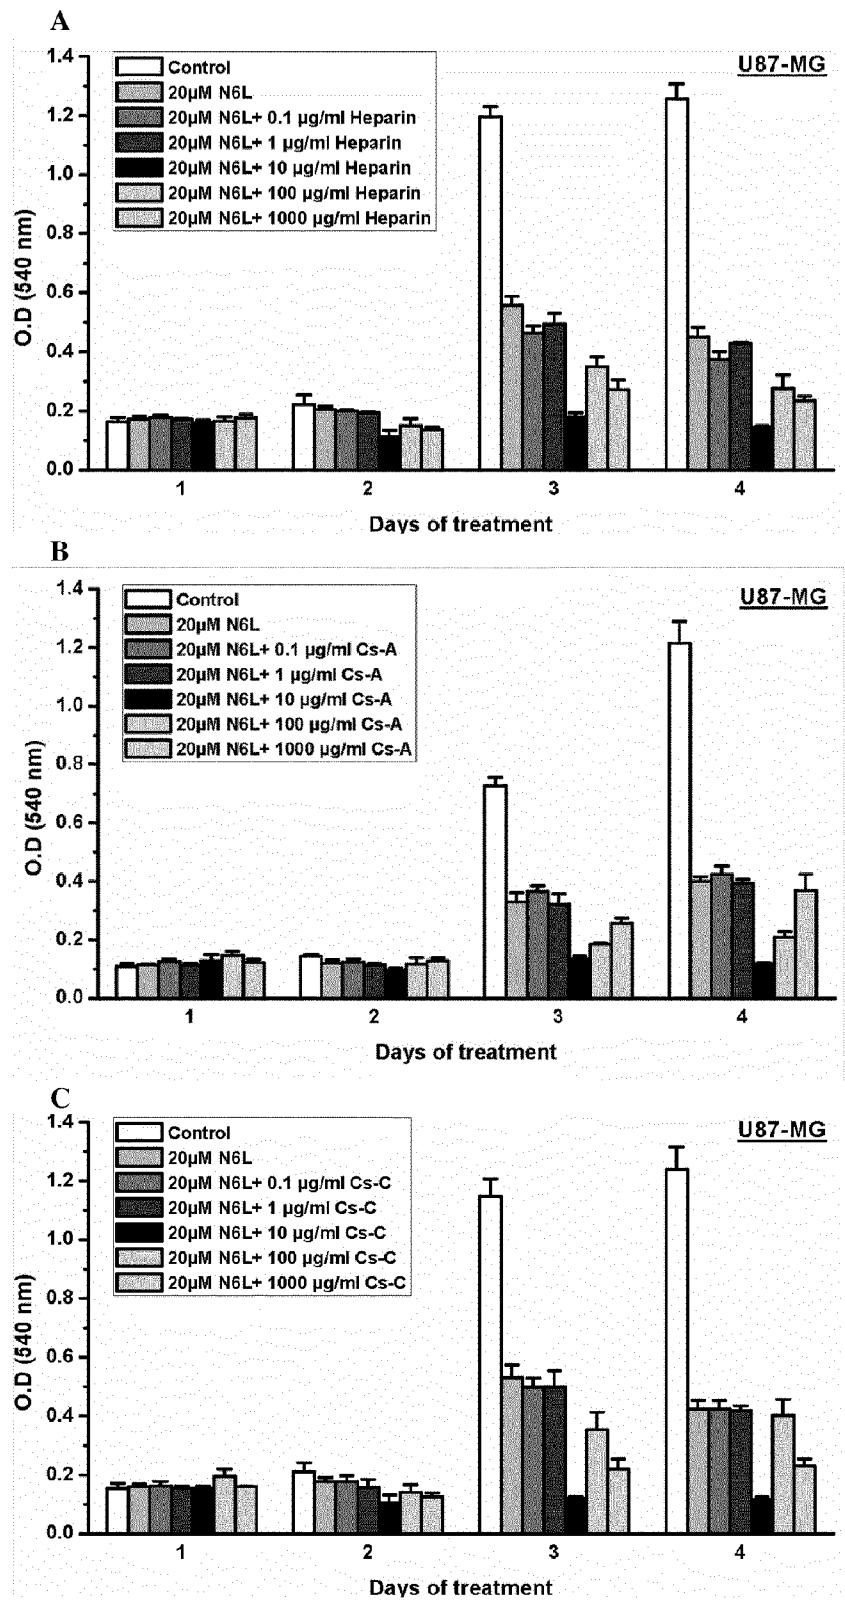 A
U87-MG
Control
20µM N6L
20µM N6L+ 0.1 µg/ml Heparin
20µM N6L+ 1 µg/ml Heparin
20µM N6L+ 10 µg/ml Heparin
20µM N6L+ 100 µg/ml Heparin
20µM N6L+ 1000 µg/ml Heparin
O.D (540 nm)
1.4
1.2
1.0
0.8
0.6
0.4
0.2
0.0
1 2 3 4
Days of treatment
B
U87-MG
Control
20µM N6L
20µM N6L+ 0.1 µg/ml Cs-A
20µM N6L+ 1 µg/ml Cs-A
20µM N6L+ 10 µg/ml Cs-A
20µM N6L+ 100 µg/ml Cs-A
20µM N6L+ 1000 µg/ml Cs-A
O.D (540 nm)
1.4
1.2
1.0
0.8
0.6
0.4
0.2
0.0
1 2 3 4
Days of treatment
C
U87-MG
Control
20µM N6L
20µM N6L+ 0.1 µg/ml Cs-C
20µM N6L+ 1 µg/ml Cs-C
20µM N6L+ 10 µg/ml Cs-C
20µM N6L+ 100 µg/ml Cs-C
20µM N6L+ 1000 µg/ml Cs-C
O.D (540 nm)
1.4
1.2
1.0
0.8
0.6
0.4
0.2
0.0
1 2 3 4
Days of treatment